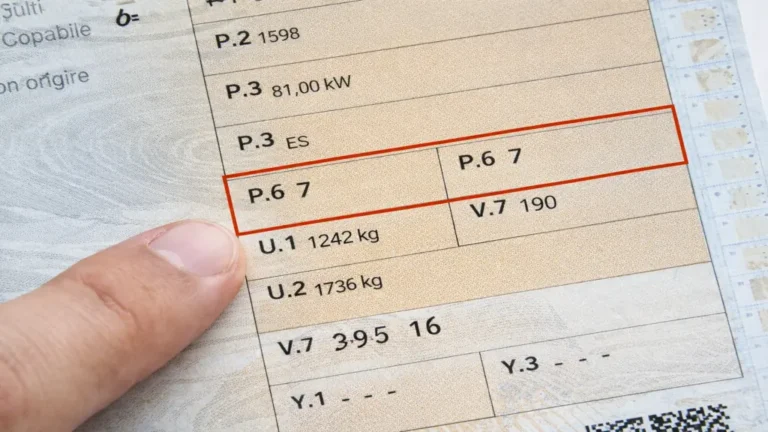 Şulti
Copabile
on origire
6=
P.2 1598
P.3 81,00 kW
P.3 ES
P.6 7 P.6 7
U.1 1242 kg V.7 190
U.2 1736 kg
V.7 3·9·5 16
Y.1 - - - Y.3 - - -